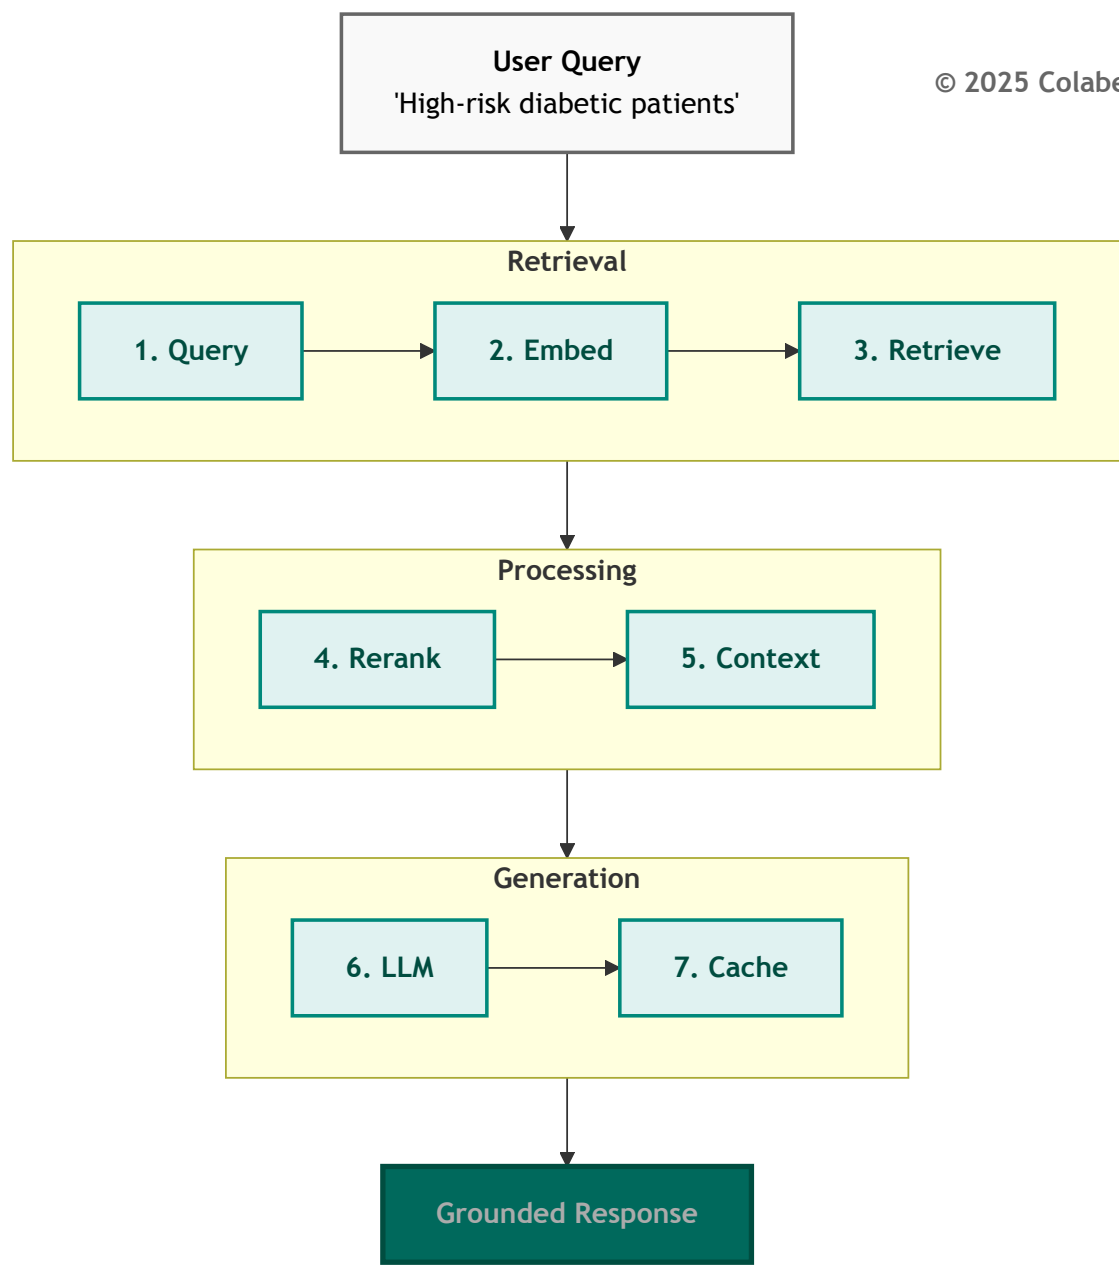 User Query
'High-risk diabetic patients'
© 2025
Retrieval
1. Query
2. Embed
3. Retrieve
Processing
4. Rerank
5. Context
Generation
6. LLM
7. Cache
Grounded Response